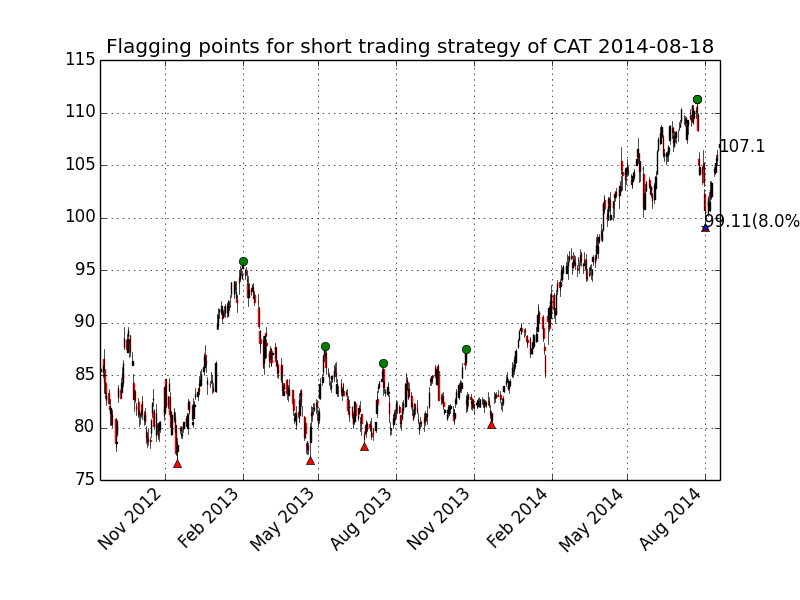 Flagging points for short trading strategy of CAT 2014-08-18
115
110
107.1
105
100
99.11(8.0%
95
90
85
80
75
Nov 2012
Feb 2013
May 2013
Aug 2013
Nov 2013
Feb 2014
May 2014
Aug 2014